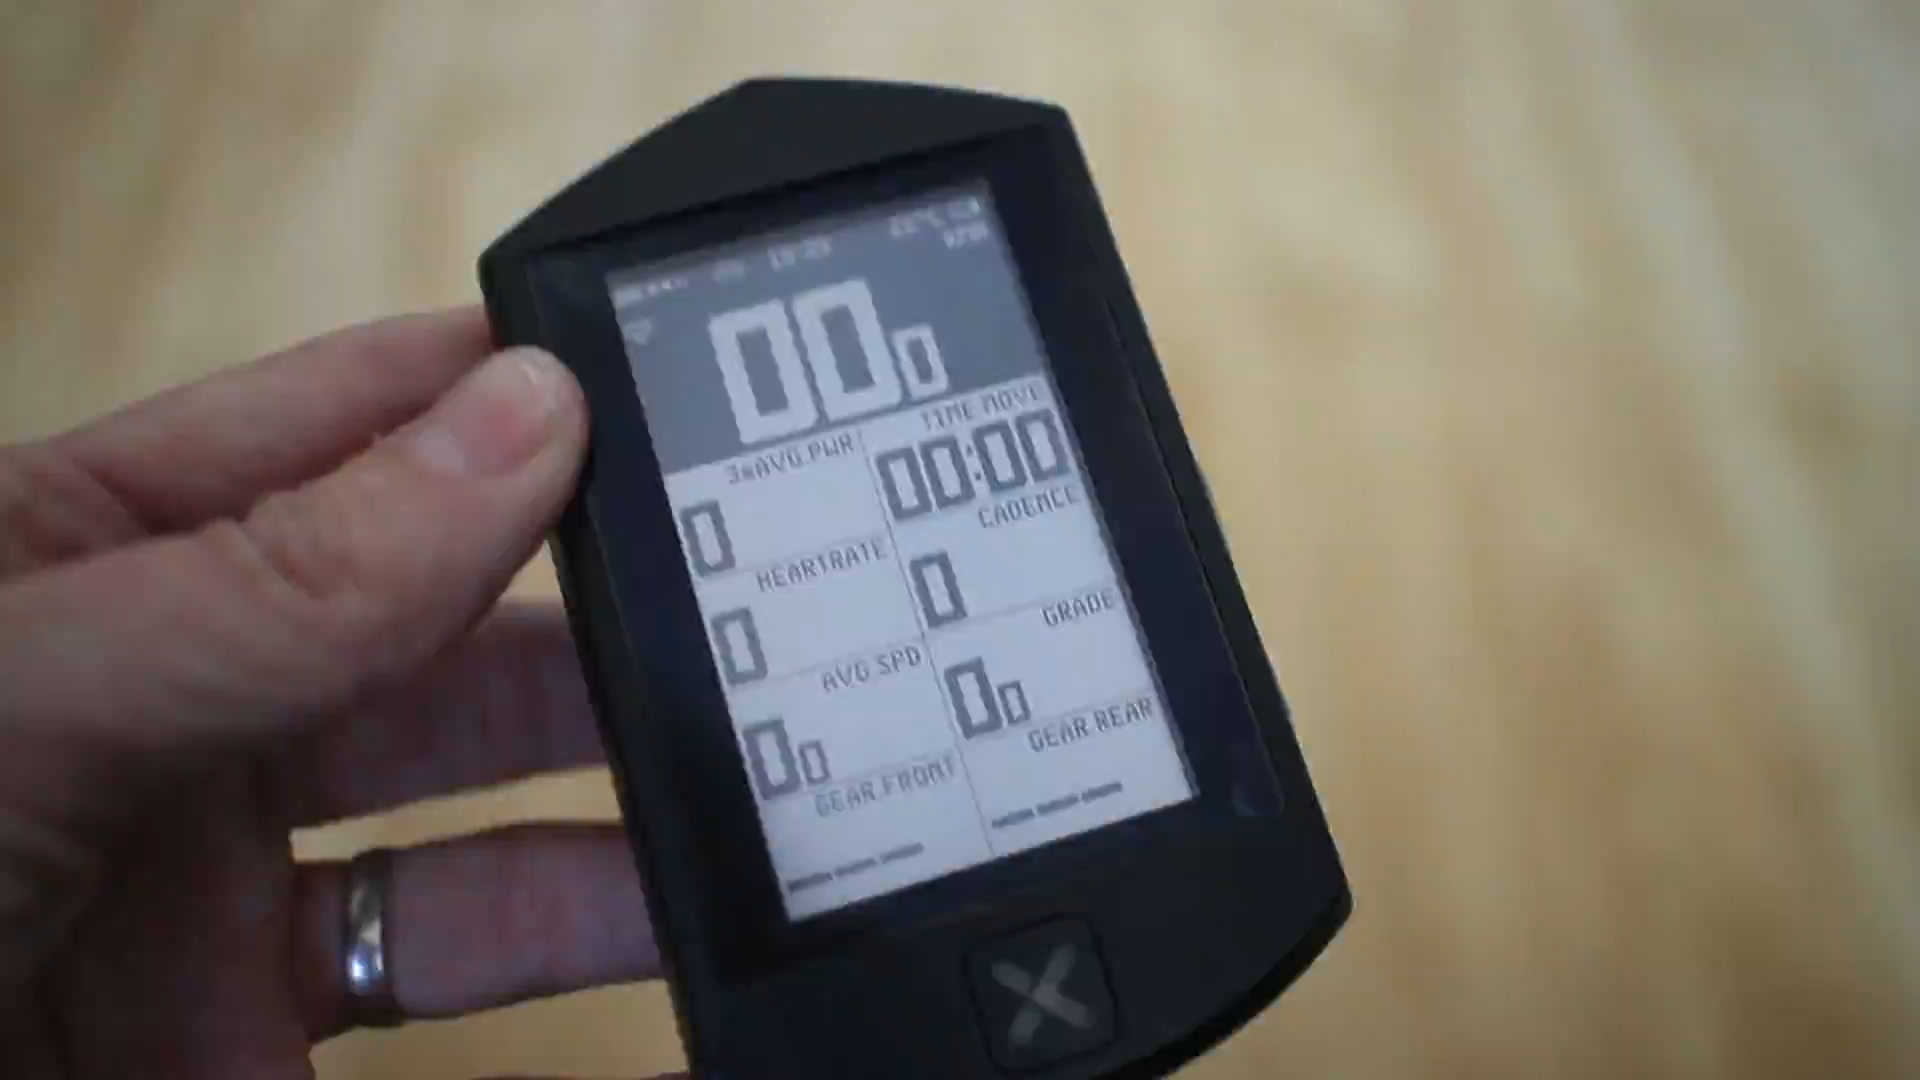 00.0
TIME MOVE
3sAVG.PWR
00:00
0
CADENCE
HEARTRATE
0
0
GRADE
AVG SPD
0.0
0.0
GEAR REAR
GEAR FRONT
---
---